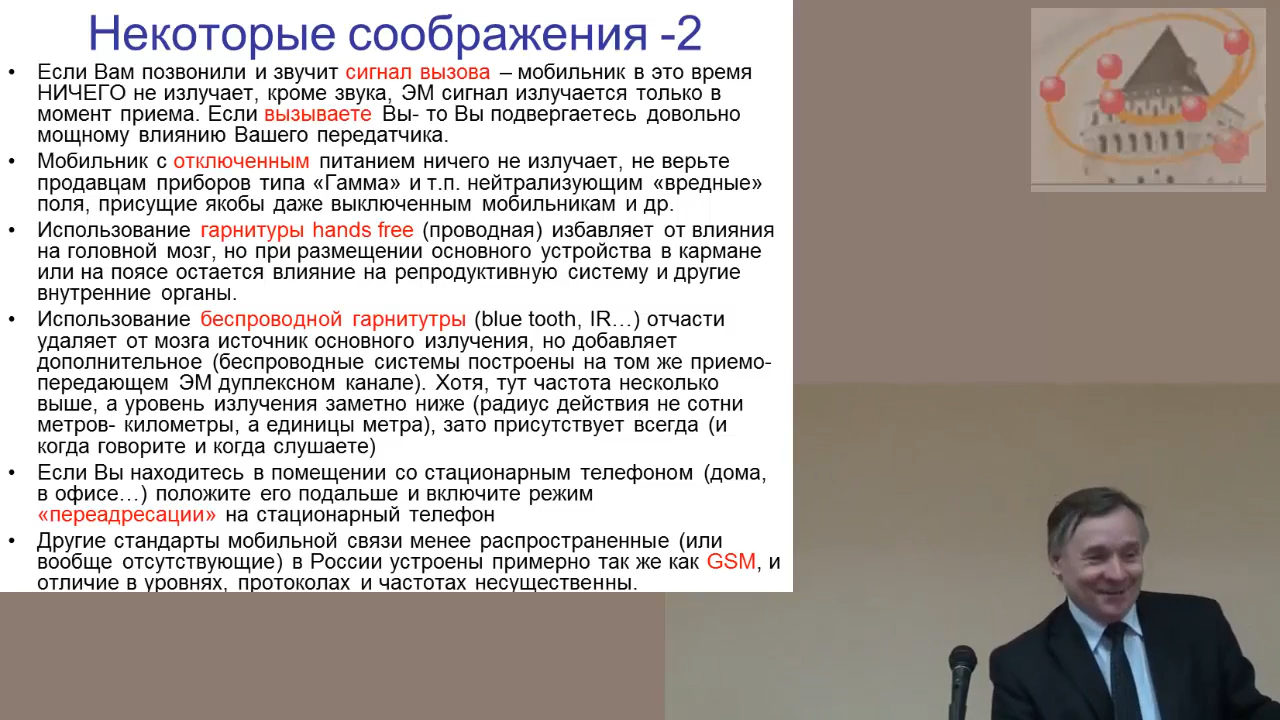 Некоторые соображения -2
• Если Вам позвонили и звучит сигнал вызова – мобильник в это время
НИЧЕГО не излучает, кроме звука, ЭМ сигнал излучается только в
момент приема. Если вызываете Вы- то Вы подвергаетесь довольно
мощному влиянию Вашего передатчика.
• Мобильник с отключенным питанием ничего не излучает, не верьте
продавцам приборов типа «Гамма» и т.п. нейтрализующим «вредные»
поля, присущие якобы даже выключенным мобильникам и др.
• Использование гарнитуры hands free (проводная) избавляет от влияния
на головной мозг, но при размещении основного устройства в кармане
или на поясе остается влияние на репродуктивную систему и другие
внутренние органы.
• Использование беспроводной гарнитутры (blue tooth, IR…) отчасти
удаляет от мозга источник основного излучения, но добавляет
дополнительное (беспроводные системы построены на том же приемо-
передающем ЭМ дуплексном канале). Хотя, тут частота несколько
выше, а уровень излучения заметно ниже (радиус действия не сотни
метров- километры, а единицы метра), зато присутствует всегда (и
когда говорите и когда слушаете)
• Если Вы находитесь в помещении со стационарным телефоном (дома,
в офисе…) положите его подальше и включите режим
«переадресации» на стационарный телефон
• Другие стандарты мобильной связи менее распространенные (или
вообще отсутствующие) в России устроены примерно так же как GSM, и
отличие в уровнях, протоколах и частотах несущественны.